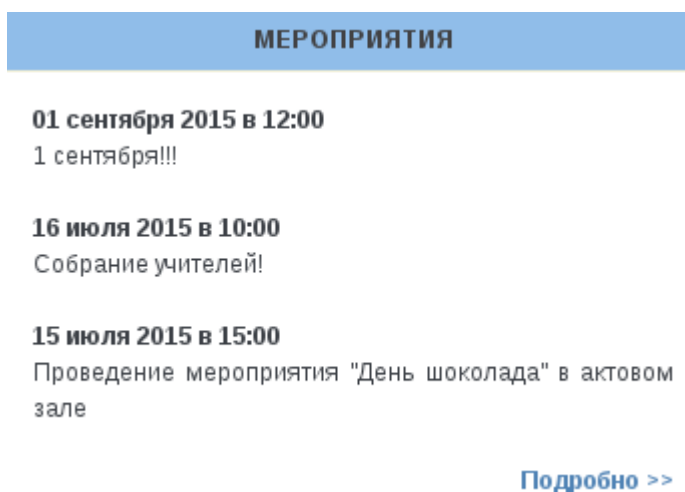 МЕРОПРИЯТИЯ
01 сентября 2015 в 12:00
1 сентября!!!
16 июля 2015 в 10:00
Собрание учителей!
15 июля 2015 в 15:00
Проведение мероприятия "День шоколада" в актовом
зале
Подробно >>